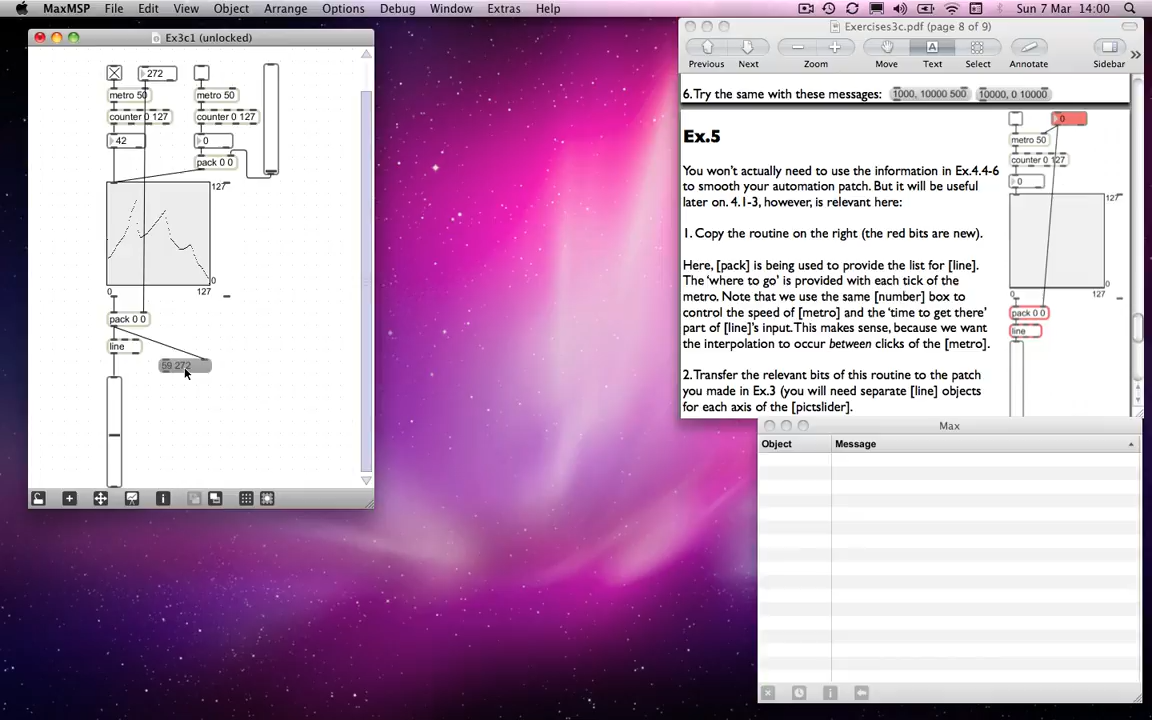 MaxMSP File Edit View Object Arrange Options Debug Window Extras Help Sun 7 Mar 14:00
Ex3c1 (unlocked)
272
metro 50 metro 50
counter 0 127 counter 0 127
42 0
pack 0 0
127
0
0 127
pack 0 0
line
59 272
Exercises3c.pdf (page 8 of 9)
Previous Next Zoom Move Text Select Annotate Sidebar
6. Try the same with these messages: 1000, 10000 500 10000, 0 10000
Ex.5
You won't actually need to use the information in Ex.4.4-6
to smooth your automation patch. But it will be useful
later on. 4.1-3, however, is relevant here:
1. Copy the routine on the right (the red bits are new).
Here, [pack] is being used to provide the list for [line].
The 'where to go' is provided with each tick of the
metro. Note that we use the same [number] box to
control the speed of [metro] and the 'time to get there'
part of [line]'s input. This makes sense, because we want
the interpolation to occur between clicks of the [metro].
2. Transfer the relevant bits of this routine to the patch
you made in Ex.3 (you will need separate [line] objects
for each axis of the [pictslider].
0
metro 50
counter 0 127
0
127
0
0 127
pack 0 0
line
Max
Object Message